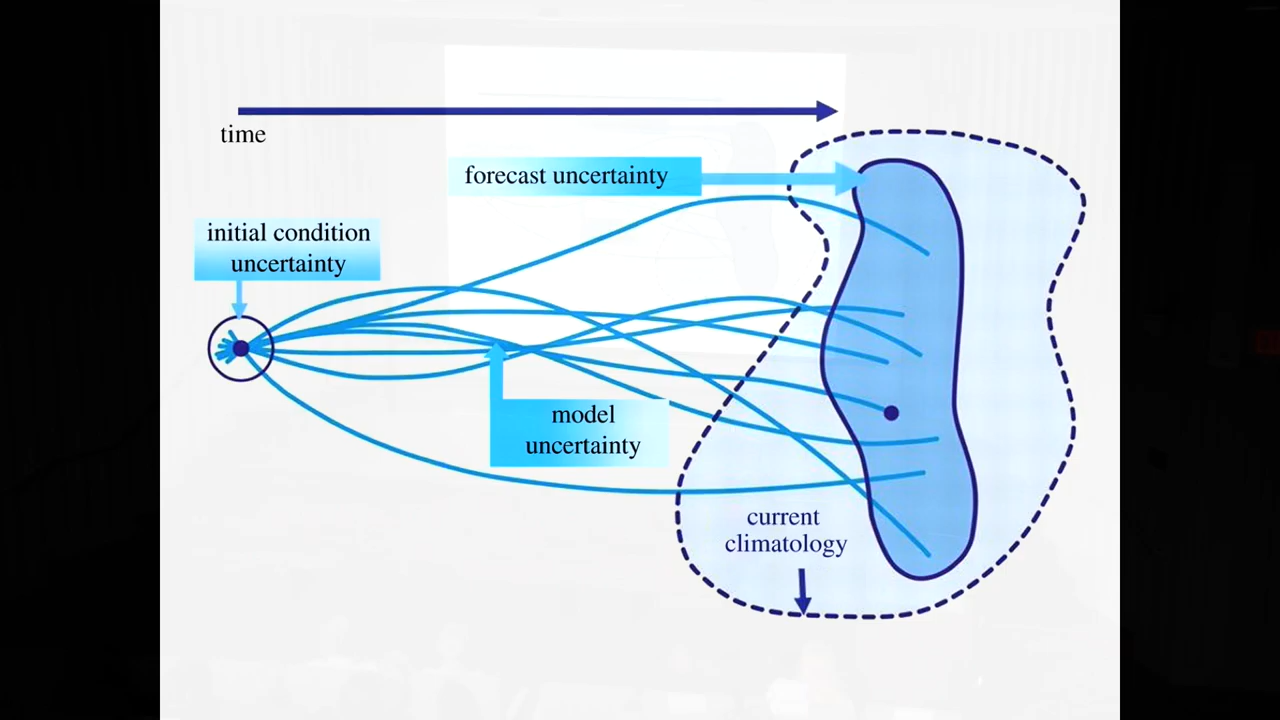 time
forecast uncertainty
initial condition
uncertainty
model
uncertainty
current
climatology